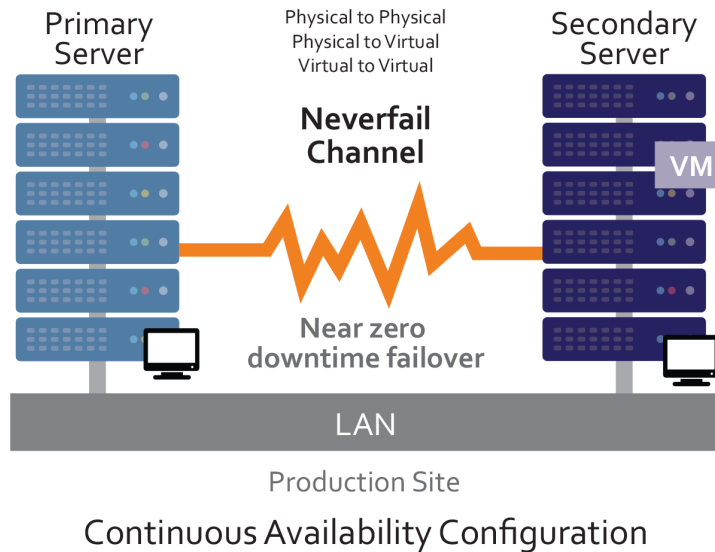 Primary
Server
Physical to Physical
Physical to Virtual
Virtual to Virtual
Secondary
Server
Neverfail
Channel
VM
Near zero
downtime failover
LAN
Production Site
Continuous Availability Configuration